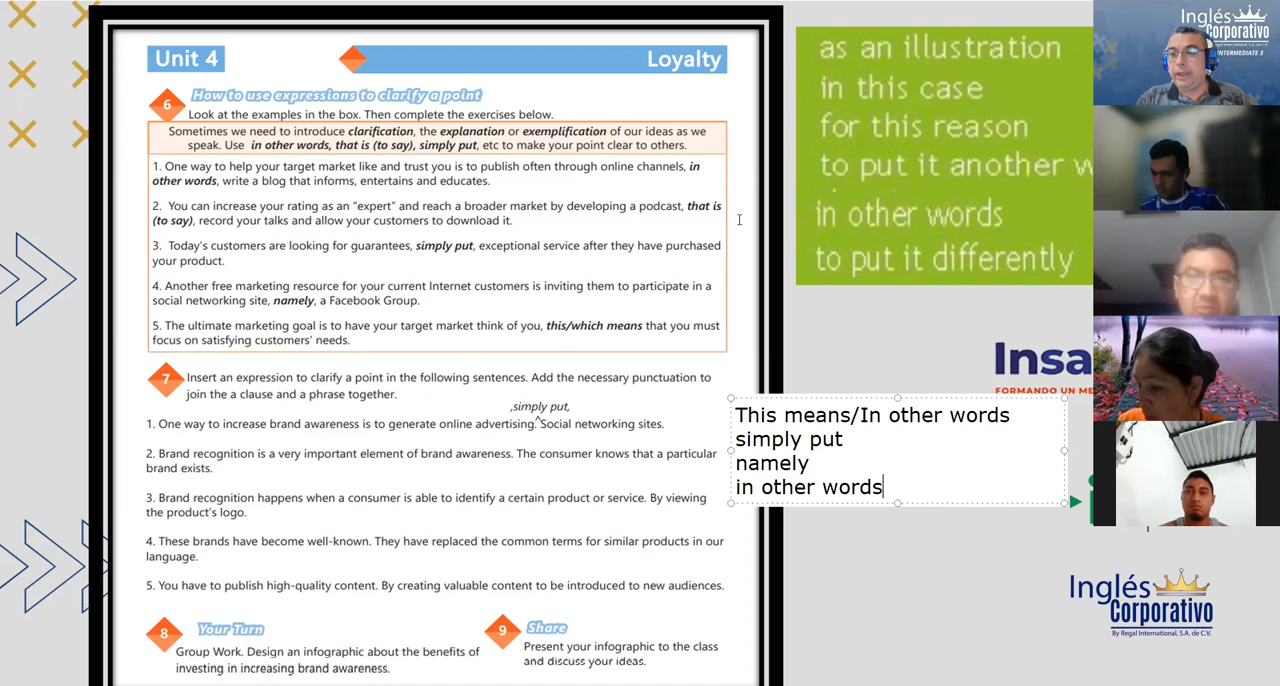 Unit 4
Loyalty
6
How to use expressions to clarify a point
Look at the examples in the box. Then complete the exercises below.
Sometimes we need to introduce clarification, the explanation or exemplification of our ideas as we
speak. Use in other words, that is (to say), simply put, etc to make your point clear to others.
1. One way to help your target market like and trust you is to publish often through online channels, in
other words, write a blog that informs, entertains and educates.
2. You can increase your rating as an “expert” and reach a broader market by developing a podcast, that is
(to say), record your talks and allow your customers to download it.
3. Today’s customers are looking for guarantees, simply put, exceptional service after they have purchased
your product.
4. Another free marketing resource for your current Internet customers is inviting them to participate in a
social networking site, namely, a Facebook Group.
5. The ultimate marketing goal is to have your target market think of you, this/which means that you must
focus on satisfying customers’ needs.
7
Insert an expression to clarify a point in the following sentences. Add the necessary punctuation to
join the a clause and a phrase together.
,simply put,
1. One way to increase brand awareness is to generate online advertising.^Social networking sites.
2. Brand recognition is a very important element of brand awareness. The consumer knows that a particular
brand exists.
3. Brand recognition happens when a consumer is able to identify a certain product or service. By viewing
the product’s logo.
4. These brands have become well-known. They have replaced the common terms for similar products in our
language.
5. You have to publish high-quality content. By creating valuable content to be introduced to new audiences.
8
Your Turn
Group Work. Design an infographic about the benefits of
investing in increasing brand awareness.
9
Share
Present your infographic to the class
and discuss your ideas.
as an illustration
in this case
for this reason
to put it another w
in other words
to put it differently
Insa
FORMANDO UN ME
This means/In other words
simply put
namely
in other words
Inglés
Corporativo
INTERMEDIATE 3
Inglés
Corporativo
By Regal International, S.A. de C.V.